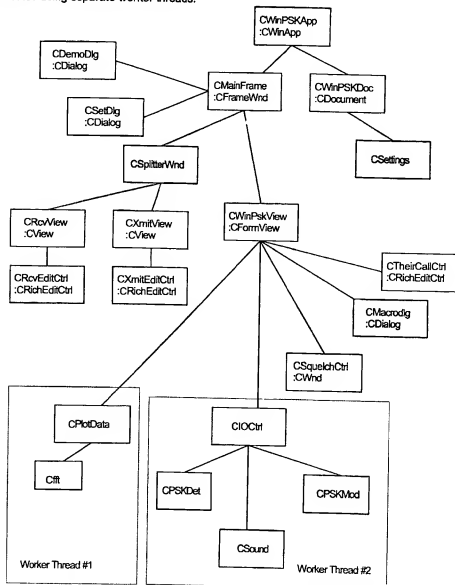 using separate worker threads.
CWinPSKApp
:CWinApp
CDemoDlg
:CDialog
CMainFrame
:CFrameWnd
CWinPSKDoc
:CDocument
CSetDlg
:CDialog
CSplitterWnd
CSettings
CRcvView
:CView
CXmitView
:CView
CWinPskView
:CFormView
CRcvEditCtrl
:CRichEditCtrl
CXmitEditCtrl
:CRichEditCtrl
CTheirCallCtrl
:CRichEditCtrl
CMacrodlg
:CDialog
CSquelchCtrl
:CWnd
CPlotData
CIOCtrl
Cfft
CPSKDet
CPSKMod
CSound
Worker Thread #1
Worker Thread #2